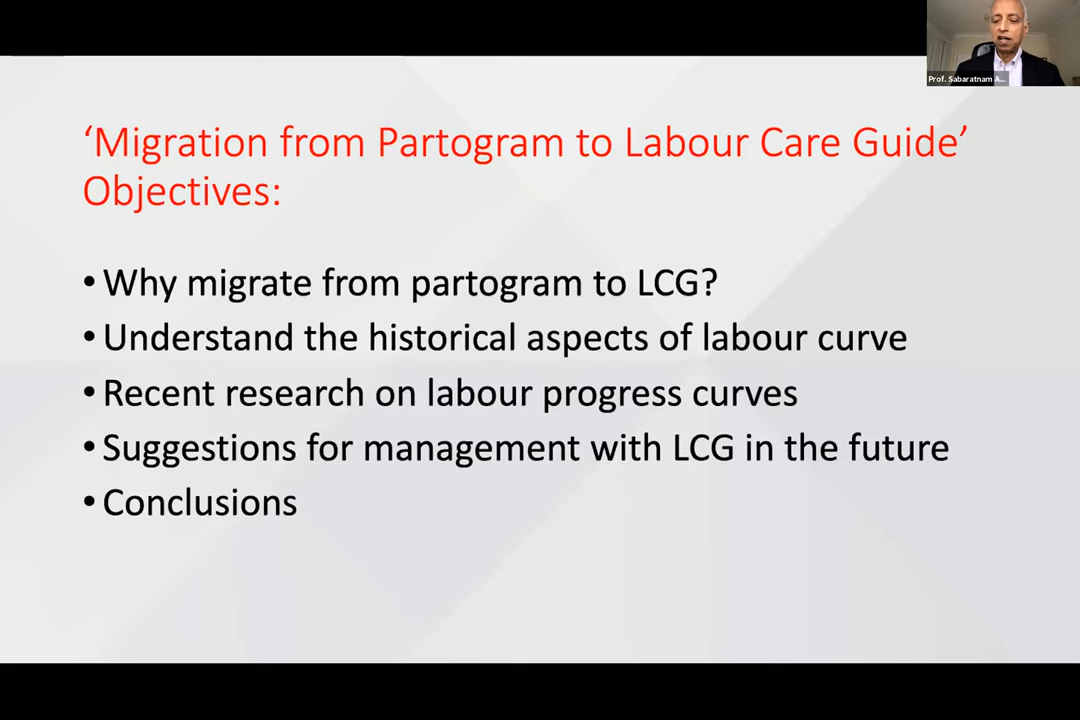 Prof. Sabaratnam A...
‘Migration from Partogram to Labour Care Guide’
Objectives:
• Why migrate from partogram to LCG?
• Understand the historical aspects of labour curve
• Recent research on labour progress curves
• Suggestions for management with LCG in the future
• Conclusions